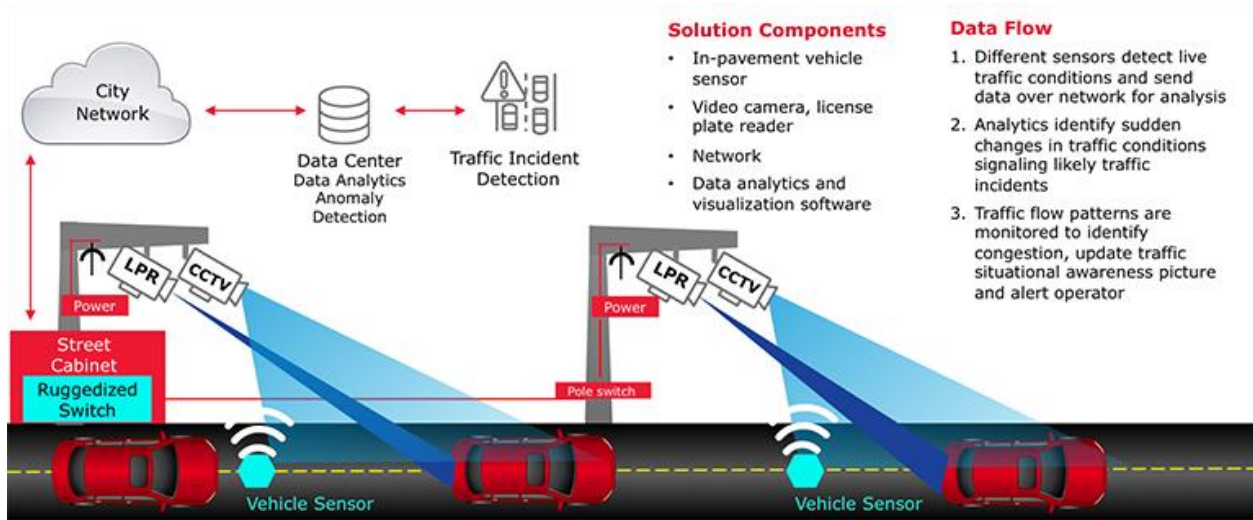 City
Network
Data Center
Data Analytics
Anomaly
Detection
Traffic Incident
Detection
Solution Components
• In-pavement vehicle
sensor
• Video camera, license
plate reader
• Network
• Data analytics and
visualization software
Data Flow
1. Different sensors detect live
traffic conditions and send
data over network for analysis
2. Analytics identify sudden
changes in traffic conditions
signaling likely traffic
incidents
3. Traffic flow patterns are
monitored to identify
congestion, update traffic
situational awareness picture
and alert operator
LPR
CCTV
Power
Street
Cabinet
Ruggedized
Switch
LPR
CCTV
Power
Pole switch
Vehicle Sensor
Vehicle Sensor